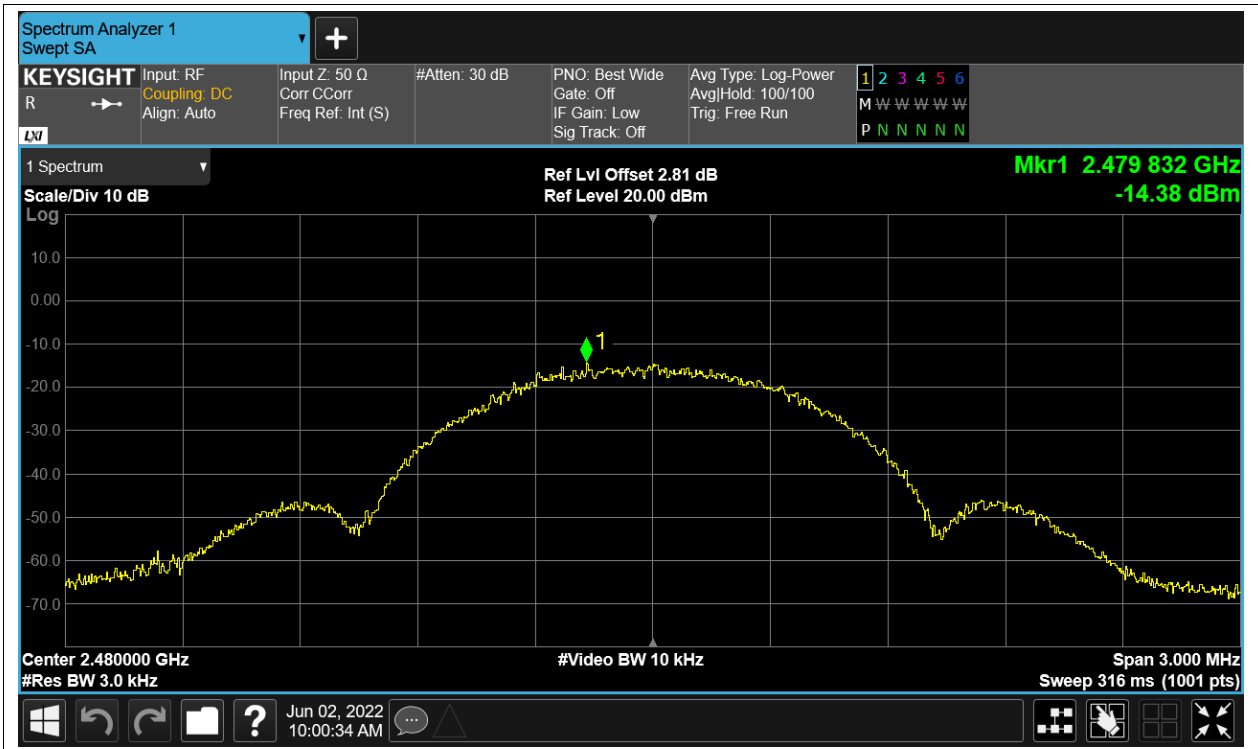 Spectrum Analyzer 1
Swept SA
KEYSIGHT
R
LXI
Input: RF
Coupling: DC
Align: Auto
Input Z: 50 Ω
Corr CCorr
Freq Ref: Int (S)
#Atten: 30 dB
PNO: Best Wide
Gate: Off
IF Gain: Low
Sig Track: Off
Avg Type: Log-Power
Avg|Hold: 100/100
Trig: Free Run
1 2 3 4 5 6
M W W W W W
P N N N N N
1 Spectrum
Scale/Div 10 dB
Ref Lvl Offset 2.81 dB
Ref Level 20.00 dBm
Mkr1 2.479 832 GHz
-14.38 dBm
Log
10.0
0.00
-10.0
1
-20.0
-30.0
-40.0
-50.0
-60.0
-70.0
Center 2.480000 GHz
#Video BW 10 kHz
Span 3.000 MHz
#Res BW 3.0 kHz
Sweep 316 ms (1001 pts)
?
Jun 02, 2022
10:00:34 AM